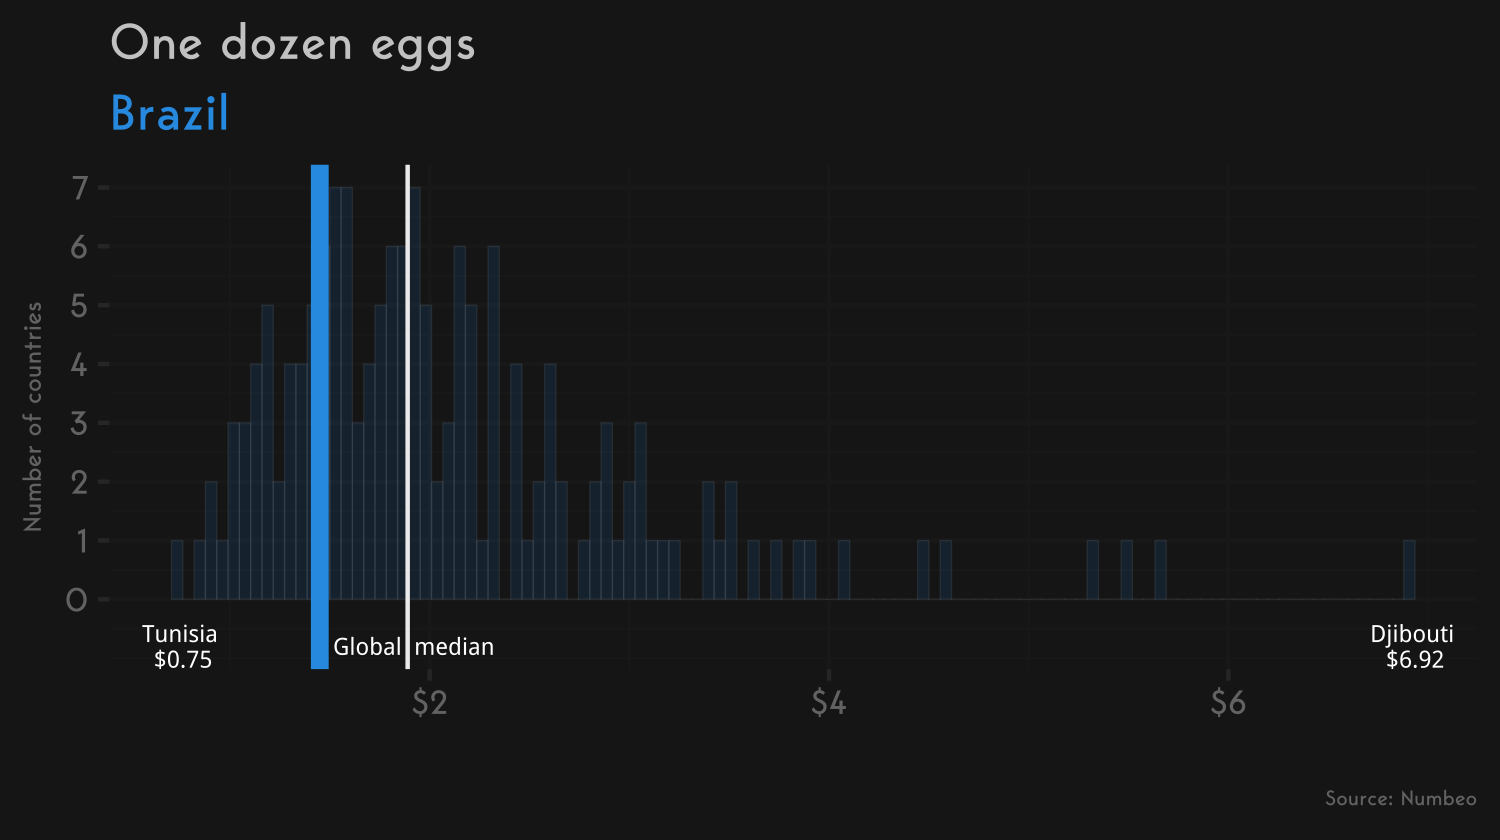 One dozen eggs
Brazil
Number of countries
7
6
5
4
3
2
1
0
Tunisia
$0.75
Global median
Djibouti
$6.92
$2
$4
$6
Source: Numbeo